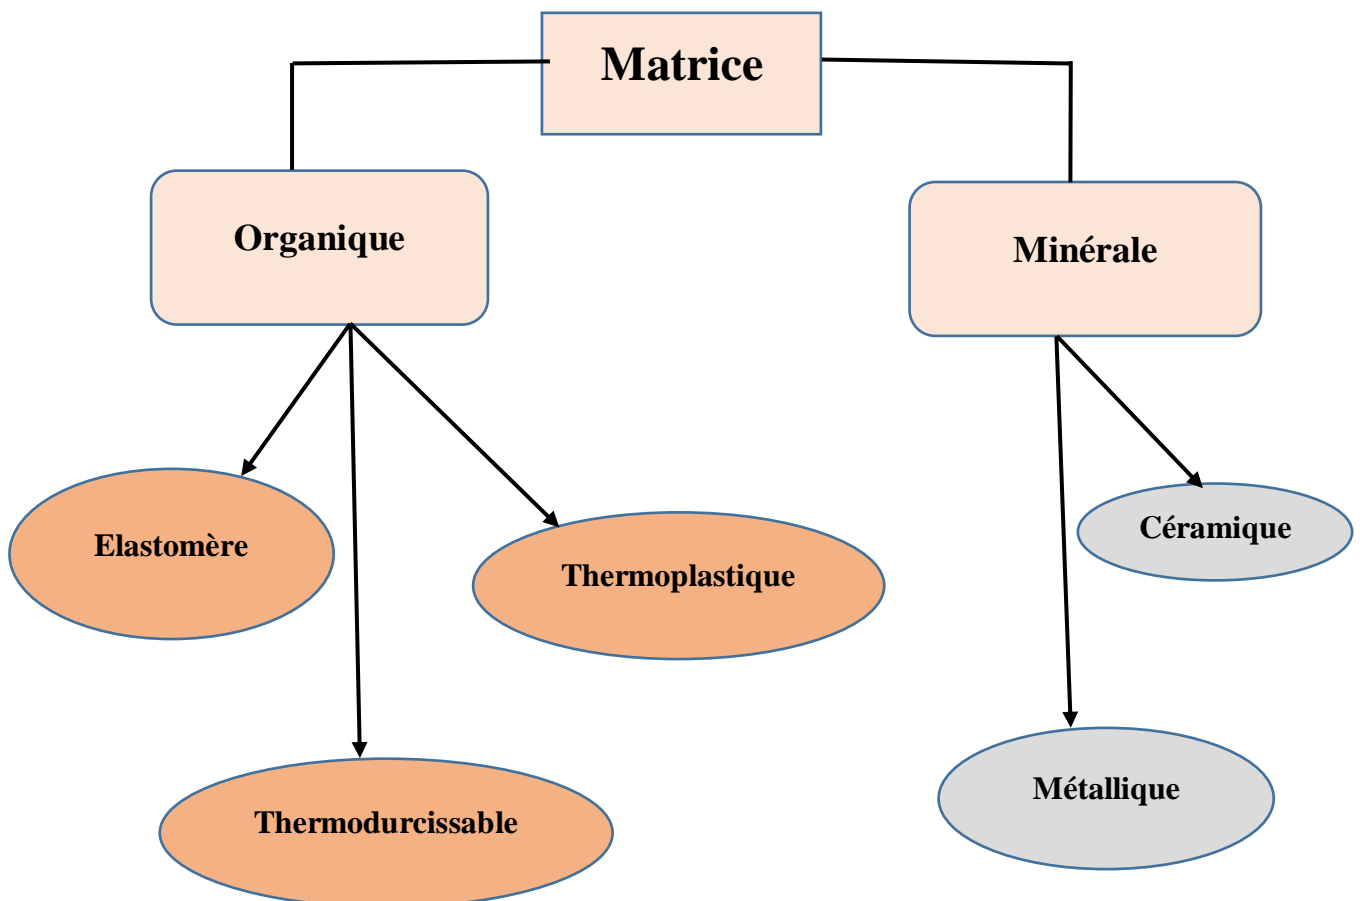 Matrice
Organique
Minérale
Elastomère
Thermoplastique
Céramique
Thermodurcissable
Métallique